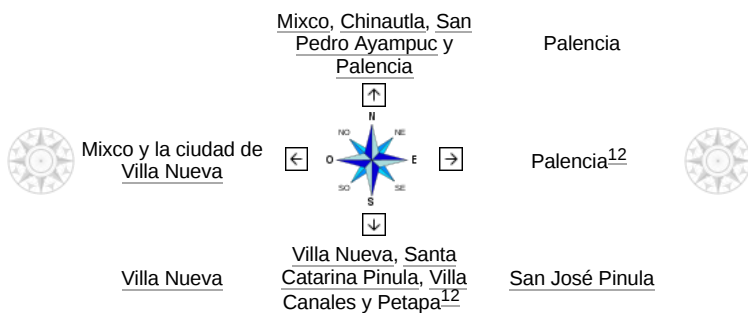 Mixco, Chinautla, San
Pedro Ayampuc y
Palencia
Palencia
↑
N
NO
NE
Mixco y la ciudad de
Villa Nueva
←
O
E
→
Palencia12
SO
SE
S
↓
Villa Nueva
Villa Nueva, Santa
Catarina Pinula, Villa
Canales y Petapa12
San José Pinula